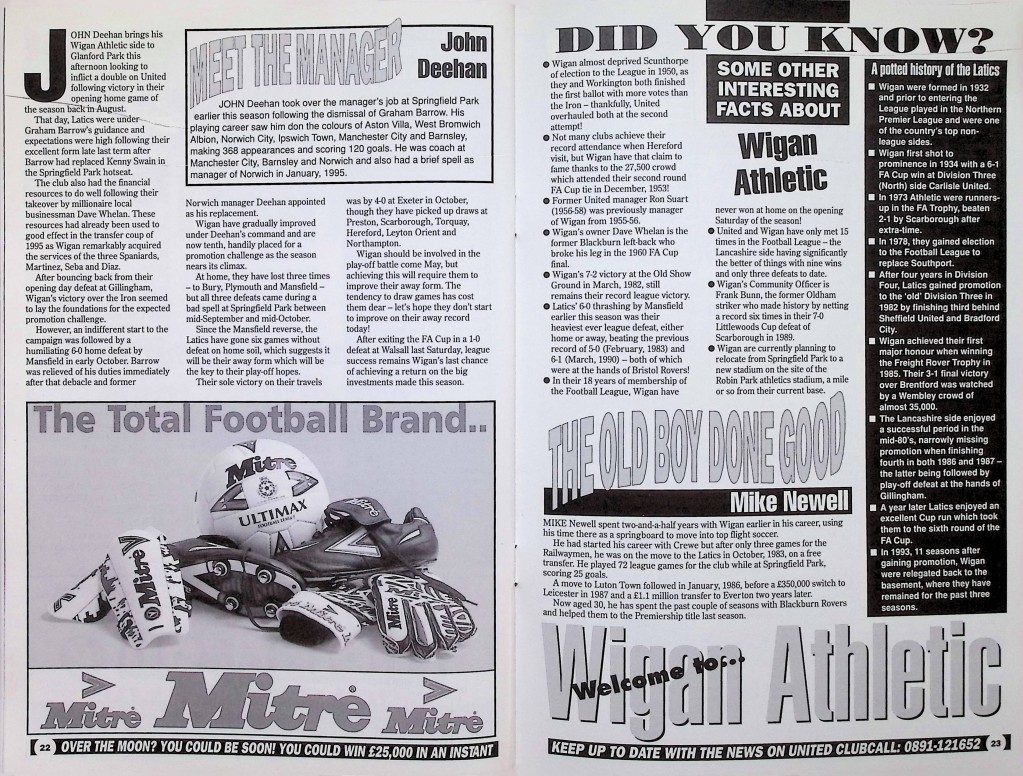 JOHN Deehan brings his
Wigan Athletic side to
Glanford Park this
afternoon looking to
inflict a double on United
following victory in their
opening home game of
the season back in August.
That day, Latics were under
Graham Barrow's guidance and
expectations were high following their
excellent form late last term after
Barrow had replaced Kenny Swain in
the Springfield Park hotseat.
The club also had the financial
resources to do well following their
takeover by millionaire local
businessman Dave Whelan. These
resources had already been used to
good effect in the transfer coup of
1995 as Wigan remarkably acquired
the services of the three Spaniards,
Martinez, Seba and Diaz.
After bouncing back from their
opening day defeat at Gillingham,
Wigan's victory over the Iron seemed
to lay the foundations for the expected
promotion challenge.
However, an indifferent start to the
campaign was followed by a
humiliating 6-0 home defeat by
Mansfield in early October. Barrow
was relieved of his duties immediately
after that debacle and former
MEET THE MANAGER
John
Deehan
JOHN Deehan took over the manager's job at Springfield Park
earlier this season following the dismissal of Graham Barrow. His
playing career saw him don the colours of Aston Villa, West Bromwich
Albion, Norwich City, Ipswich Town, Manchester City and Barnsley,
making 368 appearances and scoring 120 goals. He was coach at
Manchester City, Barnsley and Norwich and also had a brief spell as
manager of Norwich in January, 1995.
Norwich manager Deehan appointed
as his replacement.
Wigan have gradually improved
under Deehan's command and are
now tenth, handily placed for a
promotion challenge as the season
nears its climax.
At home, they have lost three times
– to Bury, Plymouth and Mansfield –
but all three defeats came during a
bad spell at Springfield Park between
mid-September and mid-October.
Since the Mansfield reverse, the
Latics have gone six games without
defeat on home soil, which suggests it
will be their away form which will be
the key to their play-off hopes.
Their sole victory on their travels
was by 4-0 at Exeter in October,
though they have picked up draws at
Preston, Scarborough, Torquay,
Hereford, Leyton Orient and
Northampton.
Wigan should be involved in the
play-off battle come May, but
achieving this will require them to
improve their away form. The
tendency to draw games has cost
them dear – let's hope they don't start
to improve on their away record
today!
After exiting the FA Cup in a 1-0
defeat at Walsall last Saturday, league
success remains Wigan's last chance
of achieving a return on the big
investments made this season.
The Total Football Brand..
Mitre
ULTIMAX
Mitre
Mitre
Mitre
Mitre
Mitre
22
OVER THE MOON? YOU COULD BE SOON! YOU COULD WIN £25,000 IN AN INSTANT
DID YOU KNOW?
● Wigan almost deprived Scunthorpe
of election to the League in 1950, as
they and Workington both finished
the first ballot with more votes than
the Iron – thankfully, United
overhauled both at the second
attempt!
● Not many clubs achieve their
record attendance when Hereford
visit, but Wigan have that claim to
fame thanks to the 27,500 crowd
which attended their second round
FA Cup tie in December, 1953!
● Former United manager Ron Suart
(1956-58) was previously manager
of Wigan from 1955-56.
● Wigan's owner Dave Whelan is the
former Blackburn left-back who
broke his leg in the 1960 FA Cup
final.
● Wigan's 7-2 victory at the Old Show
Ground in March, 1982, still
remains their record league victory.
● Latics' 6-0 thrashing by Mansfield
earlier this season was their
heaviest ever league defeat, either
home or away, beating the previous
record of 5-0 (February, 1983) and
6-1 (March, 1990) – both of which
were at the hands of Bristol Rovers!
● In their 18 years of membership of
the Football League, Wigan have
SOME OTHER
INTERESTING
FACTS ABOUT
Wigan
Athletic
never won at home on the opening
Saturday of the season!
● United and Wigan have only met 15
times in the Football League – the
Lancashire side having significantly
the better of things with nine wins
and only three defeats to date.
● Wigan's Community Officer is
Frank Bunn, the former Oldham
striker who made history by netting
a record six times in their 7-0
Littlewoods Cup defeat of
Scarborough in 1989.
● Wigan are currently planning to
relocate from Springfield Park to a
new stadium on the site of the
Robin Park athletics stadium, a mile
or so from their current base.
A potted history of the Latics
■ Wigan were formed in 1932
and prior to entering the
League played in the Northern
Premier League and were one
of the country's top non-
league sides.
■ Wigan first shot to
prominence in 1934 with a 6-1
FA Cup win at Division Three
(North) side Carlisle United.
■ In 1973 Athletic were runners-
up in the FA Trophy, beaten
2-1 by Scarborough after
extra-time.
■ In 1978, they gained election
to the Football League to
replace Southport.
■ After four years in Division
Four, Latics gained promotion
to the 'old' Division Three in
1982 by finishing third behind
Sheffield United and Bradford
City.
■ Wigan achieved their first
major honour when winning
the Freight Rover Trophy in
1985. Their 3-1 final victory
over Brentford was watched
by a Wembley crowd of
almost 35,000.
■ The Lancashire side enjoyed
a successful period in the
mid-80's, narrowly missing
promotion when finishing
fourth in both 1986 and 1987 –
the latter being followed by
play-off defeat at the hands of
Gillingham.
■ A year later Latics enjoyed an
excellent Cup run which took
them to the sixth round of the
FA Cup.
■ In 1993, 11 seasons after
gaining promotion, Wigan
were relegated back to the
basement, where they have
remained for the past three
seasons.
THE OLD BOY DONE GOOD
Mike Newell
MIKE Newell spent two-and-a-half years with Wigan earlier in his career, using
his time there as a springboard to move into top flight soccer.
He had started his career with Crewe but after only three games for the
Railwaymen, he was on the move to the Latics in October, 1983, on a free
transfer. He played 72 league games for the club while at Springfield Park,
scoring 25 goals.
A move to Luton Town followed in January, 1986, before a £350,000 switch to
Leicester in 1987 and a £1.1 million transfer to Everton two years later.
Now aged 30, he has spent the past couple of seasons with Blackburn Rovers
and helped them to the Premiership title last season.
Welcome to...
Wigan Athletic
KEEP UP TO DATE WITH THE NEWS ON UNITED CLUBCALL: 0891-121652
23